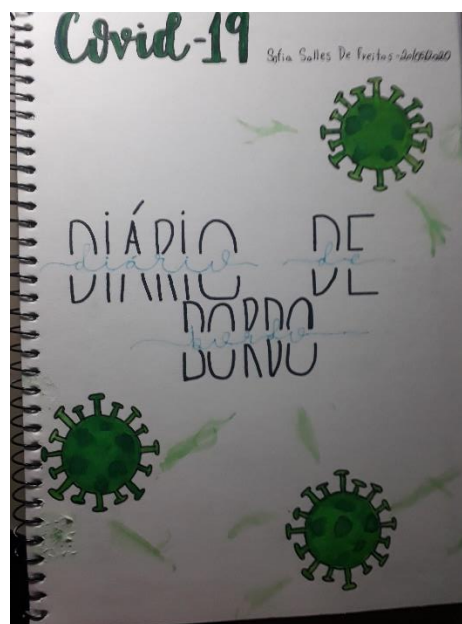 Covid-19
Sofia Salles De Freitas -
DIÁRIO DE
diário de
BORDO
bordo